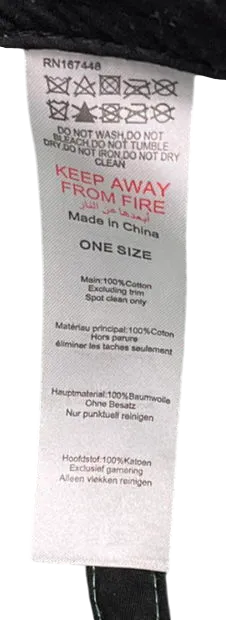 RN167448
DO NOT WASH,DO NOT
BLEACH,DO NOT TUMBLE
DRY,DO NOT IRON,DO NOT DRY
CLEAN
KEEP AWAY
FROM FIRE
أبعدها عن النار
Made in China
ONE SIZE
Main:100%Cotton
Excluding trim
Spot clean only
Matériau principal:100%Coton
Hors parure
éliminer les taches seulement
Hauptmaterial:100%Baumwolle
Ohne Besatz
Nur punktuell reinigen
Hoofdstof:100%Katoen
Exclusief garnering
Alleen vlekken reinigen